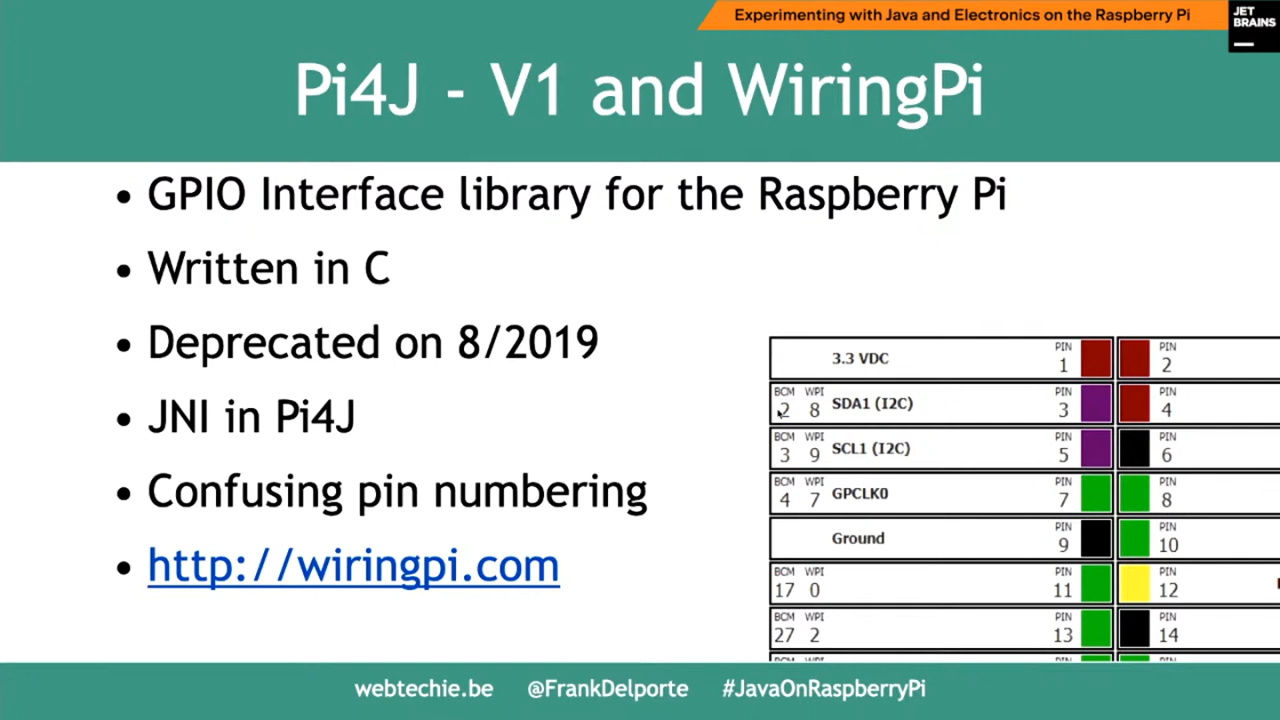 Experimenting with Java and Electronics on the Raspberry Pi
JET
BRAINS
Pi4J - V1 and WiringPi
• GPIO Interface library for the Raspberry Pi
• Written in C
• Deprecated on 8/2019
• JNI in Pi4J
• Confusing pin numbering
• http://wiringpi.com
3.3 VDC PIN 1 PIN 2
BCM 2 WPI 8 SDA1 (I2C) PIN 3 PIN 4
BCM 3 WPI 9 SCL1 (I2C) PIN 5 PIN 6
BCM 4 WPI 7 GPCLK0 PIN 7 PIN 8
Ground PIN 9 PIN 10
BCM 17 WPI 0 PIN 11 PIN 12
BCM 27 WPI 2 PIN 13 PIN 14
webtechie.be @FrankDelporte #JavaOnRaspberryPi